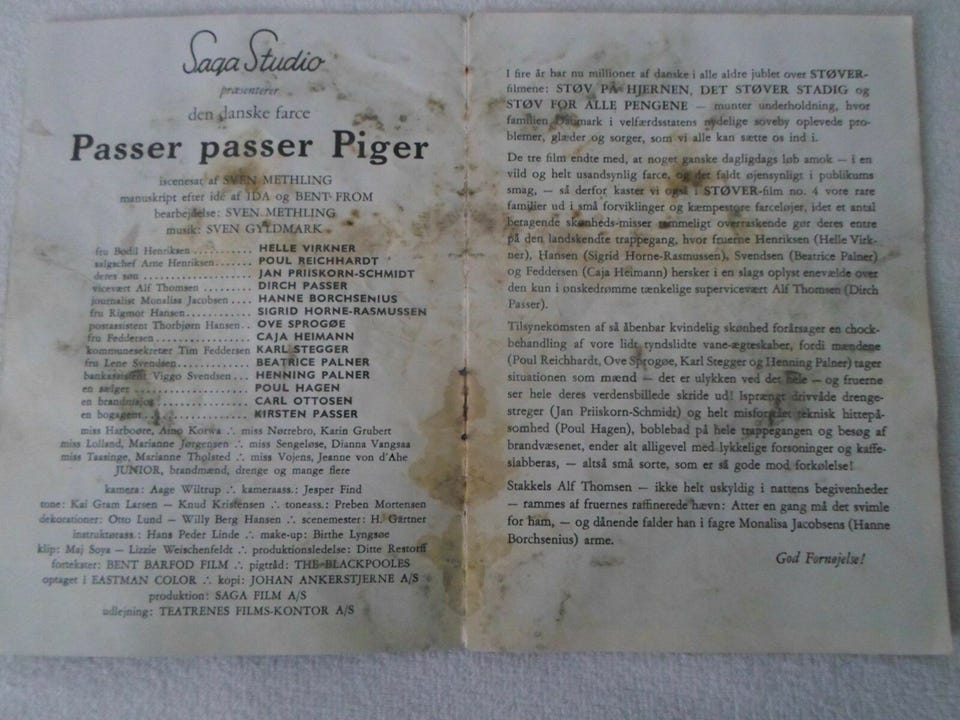 Saga Studio
præsenterer
den danske farce
Passer passer Piger
iscenesat af SVEN METHLING
manuskript efter idé af IDA og BENT FROM
bearbejdelse: SVEN METHLING
musik: SVEN GYLDMARK
fru Bodil Henriksen ........... HELLE VIRKNER
salgschef Arne Henriksen ...... POUL REICHHARDT
deres søn ..................... JAN PRIISKORN-SCHMIDT
vicevært Alf Thomsen ......... DIRCH PASSER
journalist Monalisa Jacobsen .... HANNE BORCHSENIUS
fru Rigmor Hansen ............. SIGRID HORNE-RASMUSSEN
postassistent Thorbjørn Hansen .. OVE SPROGØE
fru Feddersen ................ CAJA HEIMANN
kommunesekretær Tim Feddersen KARL STEGGER
fru Lene Svendsen ............ BEATRICE PALNER
bankassistent Viggo Svendsen ... HENNING PALNER
en sælger .................... POUL HAGEN
en brandmajor ................ CARL OTTOSEN
en bogagent .................. KIRSTEN PASSER
miss Harboøre, Aino Korwa ∴ miss Nørrebro, Karin Grubert
miss Lolland, Marianne Jørgensen ∴ miss Sengeløse, Dianna Vangsaa
miss Taasinge, Marianne Tholsted ∴ miss Vojens, Jeanne von d'Ahe
JUNIOR, brandmænd, drenge og mange flere
kamera: Aage Wiltrup ∴ kameraass.: Jesper Find
tone: Kai Gram Larsen — Knud Kristensen ∴ toneass.: Preben Mortensen
dekorationer: Otto Lund — Willy Berg Hansen ∴ scenemester: H. Gärtner
instruktørass.: Hans Peder Linde ∴ make-up: Birthe Lyngsøe
klip: Maj Soya — Lizzie Weischenfeldt ∴ produktionsledelse: Ditte Restorff
fortekster: BENT BARFOD FILM ∴ pigtråd: THE BLACKPOOLES
optaget i EASTMAN COLOR ∴ kopi: JOHAN ANKERSTJERNE A/S
produktion: SAGA FILM A/S
udlejning: TEATRENES FILMS-KONTOR A/S
I fire år har nu millioner af danske i alle aldre jublet over STØVER-
filmene: STØV PÅ HJERNEN, DET STØVER STADIG og
STØV FOR ALLE PENGENE — munter underholdning, hvor
familien Danmark i velfærdsstatens nydelige soveby oplevede pro-
blemer, glæder og sorger, som vi alle kan sætte os ind i.
De tre film endte med, at noget ganske dagligdags løb amok — i en
vild og helt usandsynlig farce, og det faldt øjensynligt i publikums
smag, — så derfor kaster vi også i STØVER-film no. 4 vore rare
familier ud i små forviklinger og kæmpestore farceløjer, idet et antal
betagende skønheds-misser temmeligt overraskende gør deres entre
på den landskendte trappegang, hvor fruerne Henriksen (Helle Virk-
ner), Hansen (Sigrid Horne-Rasmussen), Svendsen (Beatrice Palner)
og Feddersen (Caja Heimann) hersker i en slags oplyst enevælde over
den kun i ønskedrømme tænkelige supervicevært Alf Thomsen (Dirch
Passer).
Tilsynekomsten af så åbenbar kvindelig skønhed forårsager en chock-
behandling af vore lidt tyndslidte vane-ægteskaber, fordi mændene
(Poul Reichhardt, Ove Sprogøe, Karl Stegger og Henning Palner) tager
situationen som mænd — det er ulykken ved det hele — og fruerne
ser hele deres verdensbillede skride ud! Isprængt drivvåde drenge-
streger (Jan Priiskorn-Schmidt) og helt misforstået teknisk hittepå-
somhed (Poul Hagen), boblebad på hele trappegangen og besøg af
brandvæsenet, ender alt alligevel med lykkelige forsoninger og kaffe-
slabberas, — altså små sorte, som er så gode mod forkølelse!
Stakkels Alf Thomsen — ikke helt uskyldig i nattens begivenheder
— rammes af fruernes raffinerede hævn: Atter en gang må det svimle
for ham, — og dånende falder han i fagre Monalisa Jacobsens (Hanne
Borchsenius) arme.
God Fornøjelse!